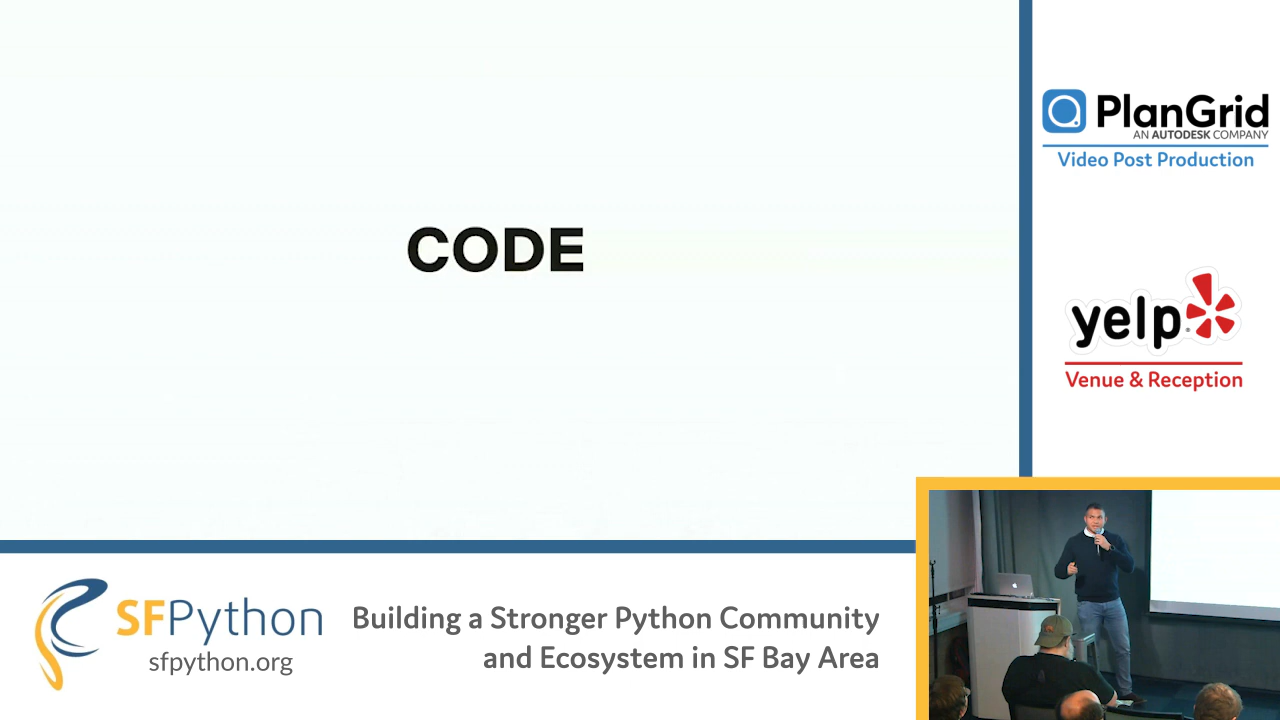 CODE
PlanGrid
AN AUTODESK COMPANY
Video Post Production
yelp
Venue & Reception
SFPython
sfpython.org
Building a Stronger Python Community
and Ecosystem in SF Bay Area